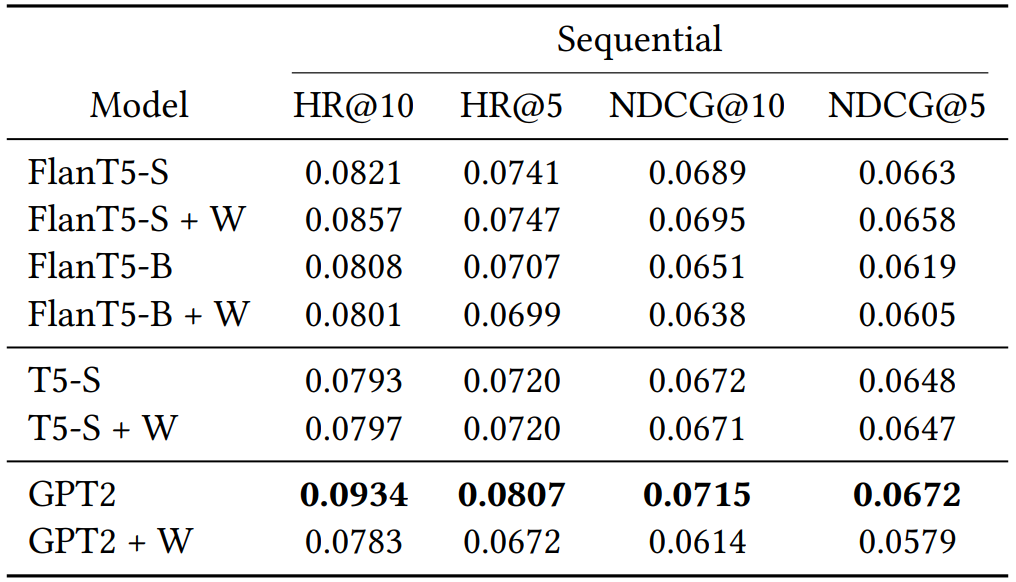 Sequential
Model HR@10 HR@5 NDCG@10 NDCG@5
FlanT5-S 0.0821 0.0741 0.0689 0.0663
FlanT5-S + W 0.0857 0.0747 0.0695 0.0658
FlanT5-B 0.0808 0.0707 0.0651 0.0619
FlanT5-B + W 0.0801 0.0699 0.0638 0.0605
T5-S 0.0793 0.0720 0.0672 0.0648
T5-S + W 0.0797 0.0720 0.0671 0.0647
GPT2 0.0934 0.0807 0.0715 0.0672
GPT2 + W 0.0783 0.0672 0.0614 0.0579